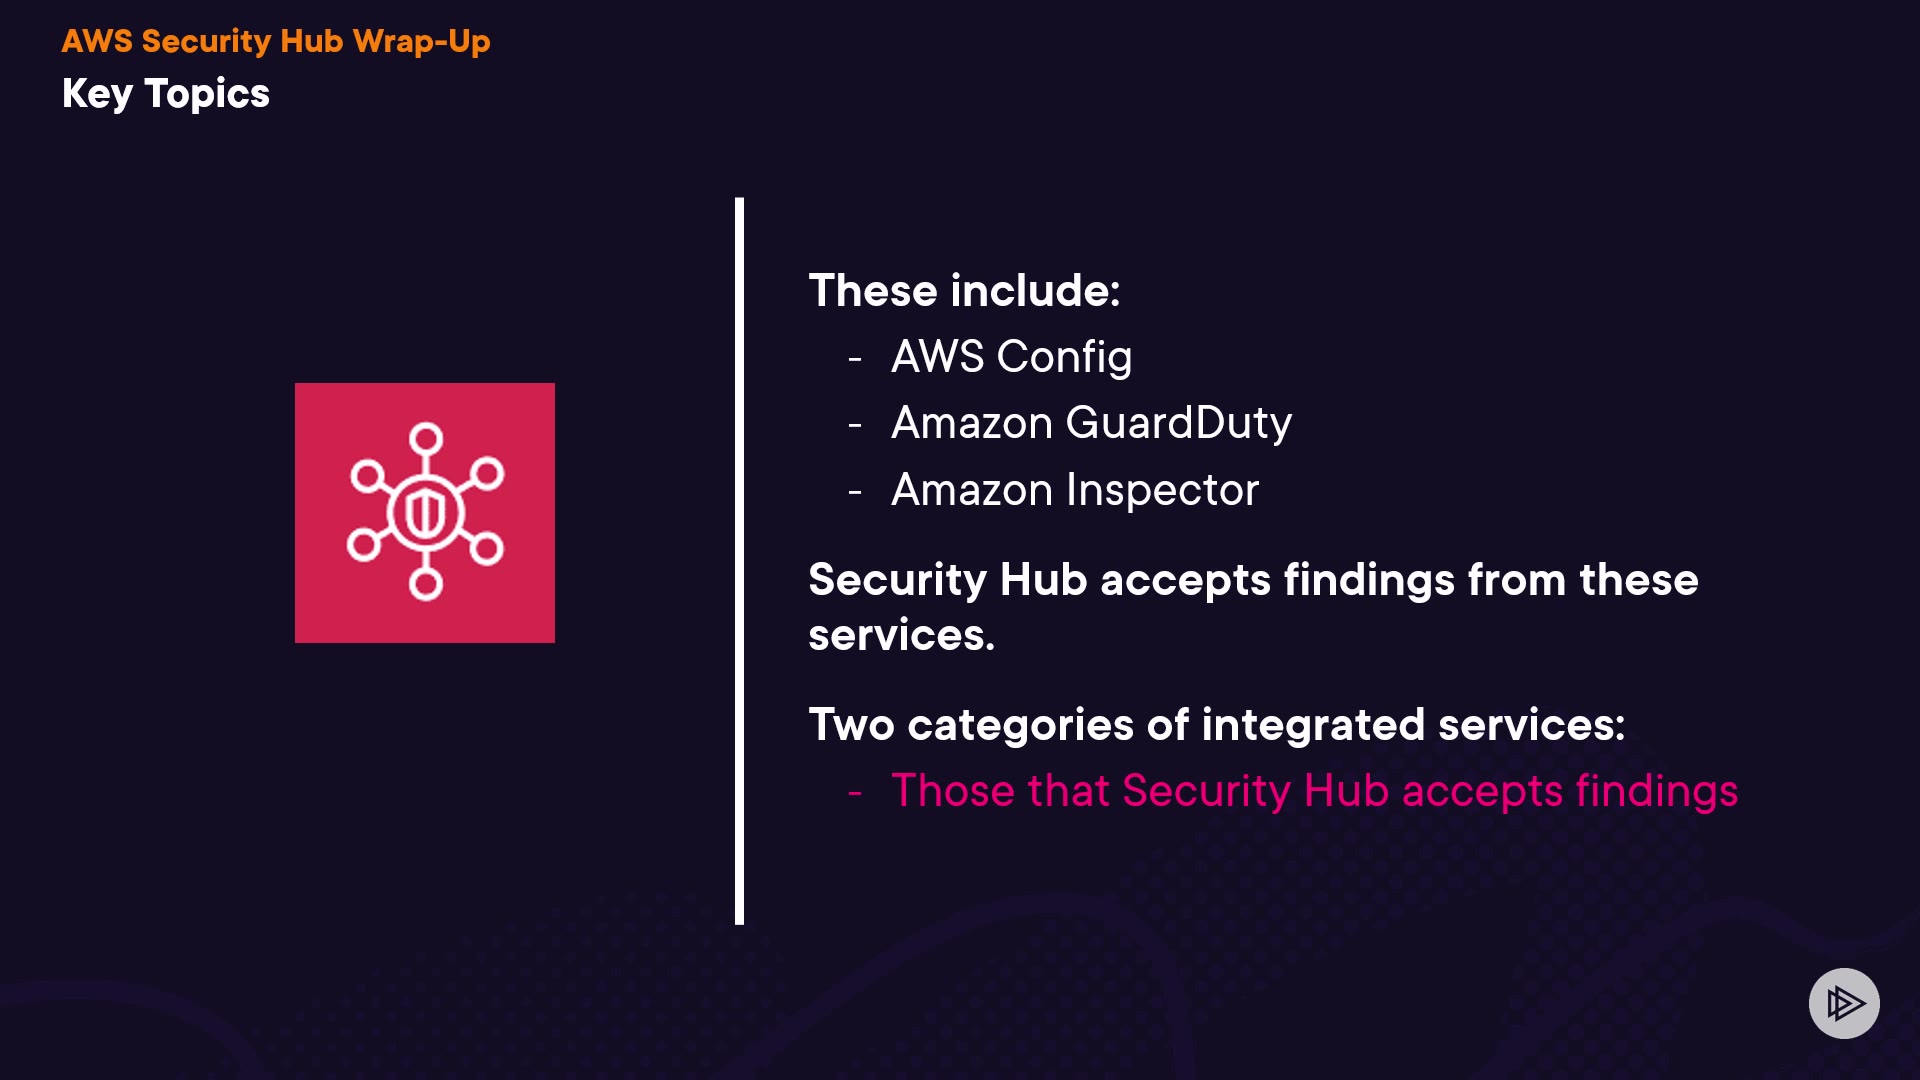 AWS Security Hub Wrap-Up
Key Topics
These include:
- AWS Config
- Amazon GuardDuty
- Amazon Inspector
Security Hub accepts findings from these
services.
Two categories of integrated services:
- Those that Security Hub accepts findings